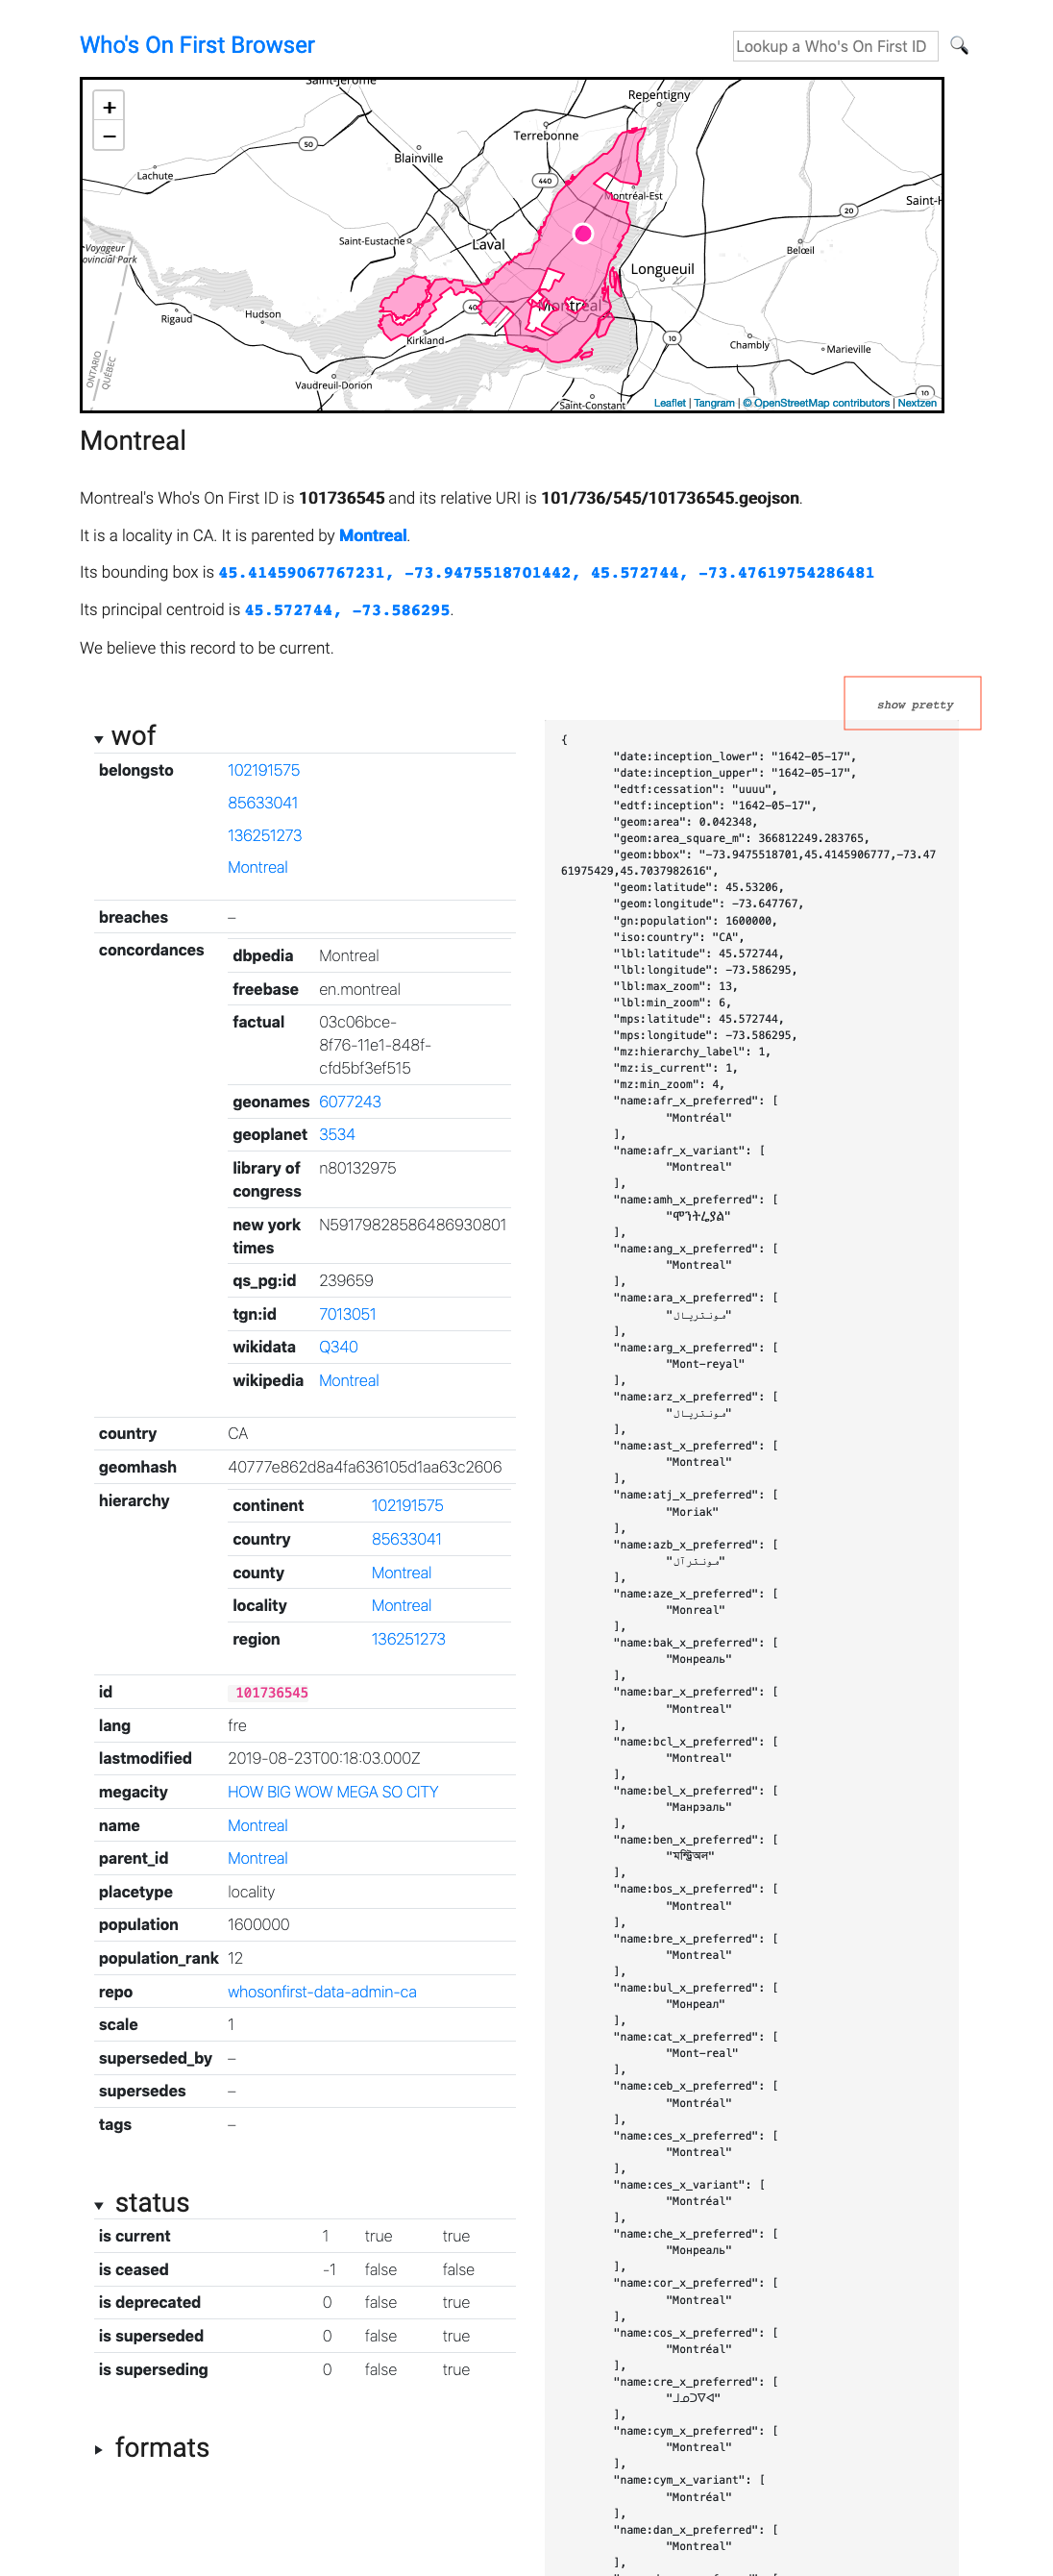 Who's On First Browser
Lookup a Who's On First ID
+
−
Saint-Jérôme
Repentigny
Terrebonne
50
Blainville
Lachute
440
Montréal-Est
Saint-H
20
Voyageur
ovincial Park
Saint-Eustache
Laval
Belœil
Longueuil
40
Montréal
Hudson
Rigaud
Kirkland
10
Chambly
Marieville
ONTARIO
QUÉBEC
Vaudreuil-Dorion
10
Saint-Constant
Leaflet | Tangram | © OpenStreetMap contributors | Nextzen
Montreal
Montreal's Who's On First ID is 101736545 and its relative URI is 101/736/545/101736545.geojson.
It is a locality in CA. It is parented by Montreal.
Its bounding box is 45.41459067767231, -73.9475518701442, 45.572744, -73.47619754286481
Its principal centroid is 45.572744, -73.586295.
We believe this record to be current.
show pretty
wof
belongsto 102191575
85633041
136251273
Montreal
breaches –
concordances
dbpedia Montreal
freebase en.montreal
factual 03c06bce-
8f76-11e1-848f-
cfd5bf3ef515
geonames 6077243
geoplanet 3534
library of n80132975
congress
new york N59179828586486930801
times
qs_pg:id 239659
tgn:id 7013051
wikidata Q340
wikipedia Montreal
country CA
geomhash 40777e862d8a4fa636105d1aa63c2606
hierarchy
continent 102191575
country 85633041
county Montreal
locality Montreal
region 136251273
id 101736545
lang fre
lastmodified 2019-08-23T00:18:03.000Z
megacity HOW BIG WOW MEGA SO CITY
name Montreal
parent_id Montreal
placetype locality
population 1600000
population_rank 12
repo whosonfirst-data-admin-ca
scale 1
superseded_by –
supersedes –
tags –
status
is current 1 true true
is ceased -1 false false
is deprecated 0 false true
is superseded 0 false true
is superseding 0 false true
formats
{
"date:inception_lower": "1642-05-17",
"date:inception_upper": "1642-05-17",
"edtf:cessation": "uuuu",
"edtf:inception": "1642-05-17",
"geom:area": 0.042348,
"geom:area_square_m": 366812249.283765,
"geom:bbox": "-73.9475518701,45.4145906777,-73.47
61975429,45.7037982616",
"geom:latitude": 45.53206,
"geom:longitude": -73.647767,
"gn:population": 1600000,
"iso:country": "CA",
"lbl:latitude": 45.572744,
"lbl:longitude": -73.586295,
"lbl:max_zoom": 13,
"lbl:min_zoom": 6,
"mps:latitude": 45.572744,
"mps:longitude": -73.586295,
"mz:hierarchy_label": 1,
"mz:is_current": 1,
"mz:min_zoom": 4,
"name:afr_x_preferred": [
"Montréal"
],
"name:afr_x_variant": [
"Montreal"
],
"name:amh_x_preferred": [
"ሞንትሪያል"
],
"name:ang_x_preferred": [
"Montreal"
],
"name:ara_x_preferred": [
"مونتريال"
],
"name:arg_x_preferred": [
"Mont-reyal"
],
"name:arz_x_preferred": [
"مونتريال"
],
"name:ast_x_preferred": [
"Montreal"
],
"name:atj_x_preferred": [
"Moriak"
],
"name:azb_x_preferred": [
"مونترآل"
],
"name:aze_x_preferred": [
"Monreal"
],
"name:bak_x_preferred": [
"Монреаль"
],
"name:bar_x_preferred": [
"Montreal"
],
"name:bcl_x_preferred": [
"Montreal"
],
"name:bel_x_preferred": [
"Манрэаль"
],
"name:ben_x_preferred": [
"মন্ট্রিঅল"
],
"name:bos_x_preferred": [
"Montreal"
],
"name:bre_x_preferred": [
"Montreal"
],
"name:bul_x_preferred": [
"Монреал"
],
"name:cat_x_preferred": [
"Mont-real"
],
"name:ceb_x_preferred": [
"Montréal"
],
"name:ces_x_preferred": [
"Montreal"
],
"name:ces_x_variant": [
"Montréal"
],
"name:che_x_preferred": [
"Монреаль"
],
"name:cor_x_preferred": [
"Montreal"
],
"name:cos_x_preferred": [
"Montréal"
],
"name:cre_x_preferred": [
"ᒧᓄᑐᐁᐊ"
],
"name:cym_x_preferred": [
"Montreal"
],
"name:cym_x_variant": [
"Montréal"
],
"name:dan_x_preferred": [
"Montreal"
],